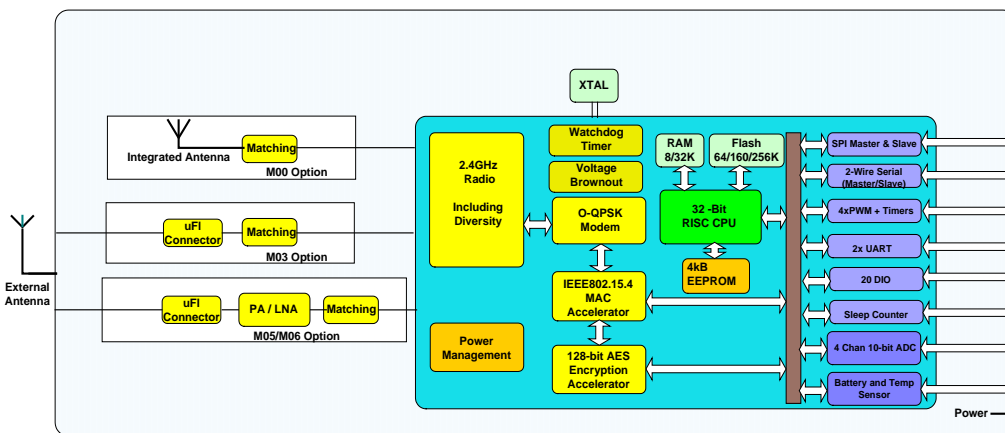 XTAL
Integrated Antenna
Matching
M00 Option
External
Antenna
uFl
Connector
Matching
M03 Option
uFl
Connector
PA / LNA
Matching
M05/M06 Option
2.4GHz
Radio
Including
Diversity
Power
Management
Watchdog
Timer
Voltage
Brownout
O-QPSK
Modem
IEEE802.15.4
MAC
Accelerator
128-bit AES
Encryption
Accelerator
RAM
8/32K
Flash
64/160/256K
32 -Bit
RISC CPU
4kB
EEPROM
SPI Master & Slave
2-Wire Serial
(Master/Slave)
4xPWM + Timers
2x UART
20 DIO
Sleep Counter
4 Chan 10-bit ADC
Battery and Temp
Sensor
Power